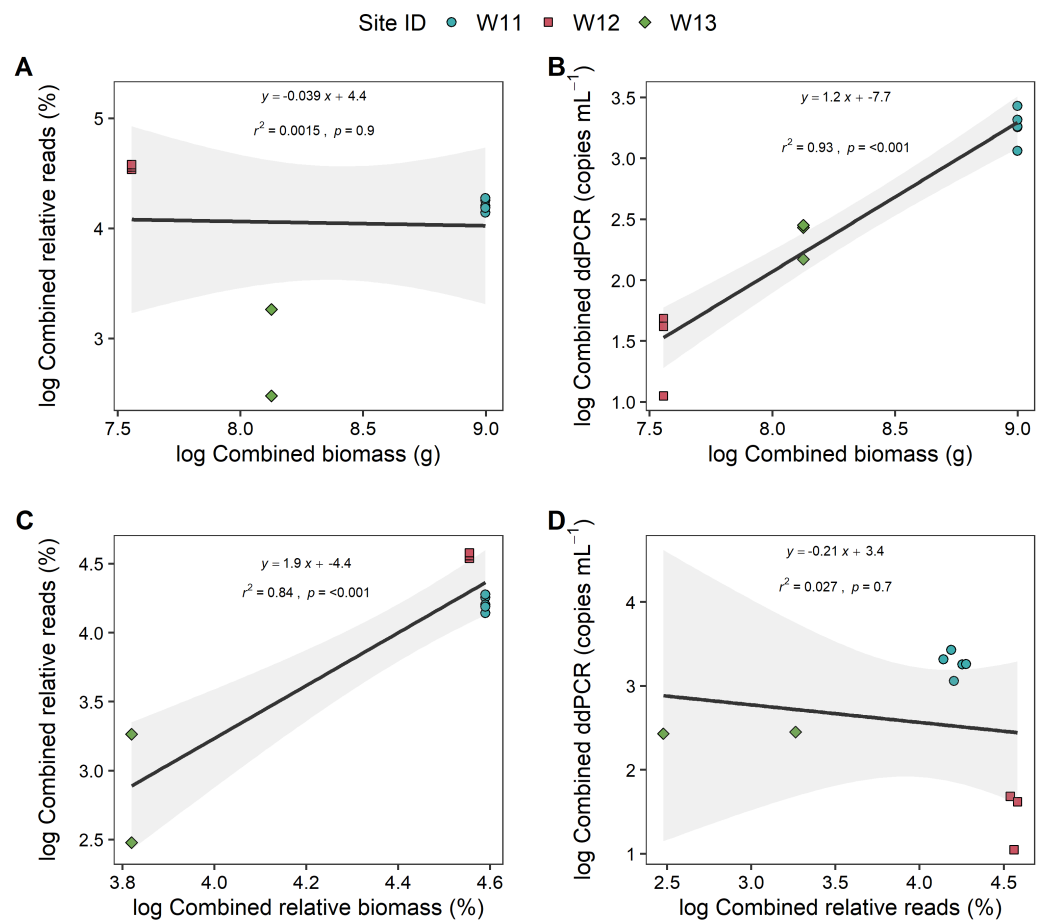 Site ID W11 W12 W13
A
y = -0.039 x + 4.4
r² = 0.0015 , p = 0.9
log Combined relative reads (%)
5
4
3
7.5 8.0 8.5 9.0
log Combined biomass (g)
B
y = 1.2 x + -7.7
r² = 0.93 , p = <0.001
log Combined ddPCR (copies mL⁻¹)
3.5
3.0
2.5
2.0
1.5
1.0
7.5 8.0 8.5 9.0
log Combined biomass (g)
C
y = 1.9 x + -4.4
r² = 0.84 , p = <0.001
log Combined relative reads (%)
4.5
4.0
3.5
3.0
2.5
3.8 4.0 4.2 4.4 4.6
log Combined relative biomass (%)
D
y = -0.21 x + 3.4
r² = 0.027 , p = 0.7
log Combined ddPCR (copies mL⁻¹)
4
3
2
1
2.5 3.0 3.5 4.0 4.5
log Combined relative reads (%)